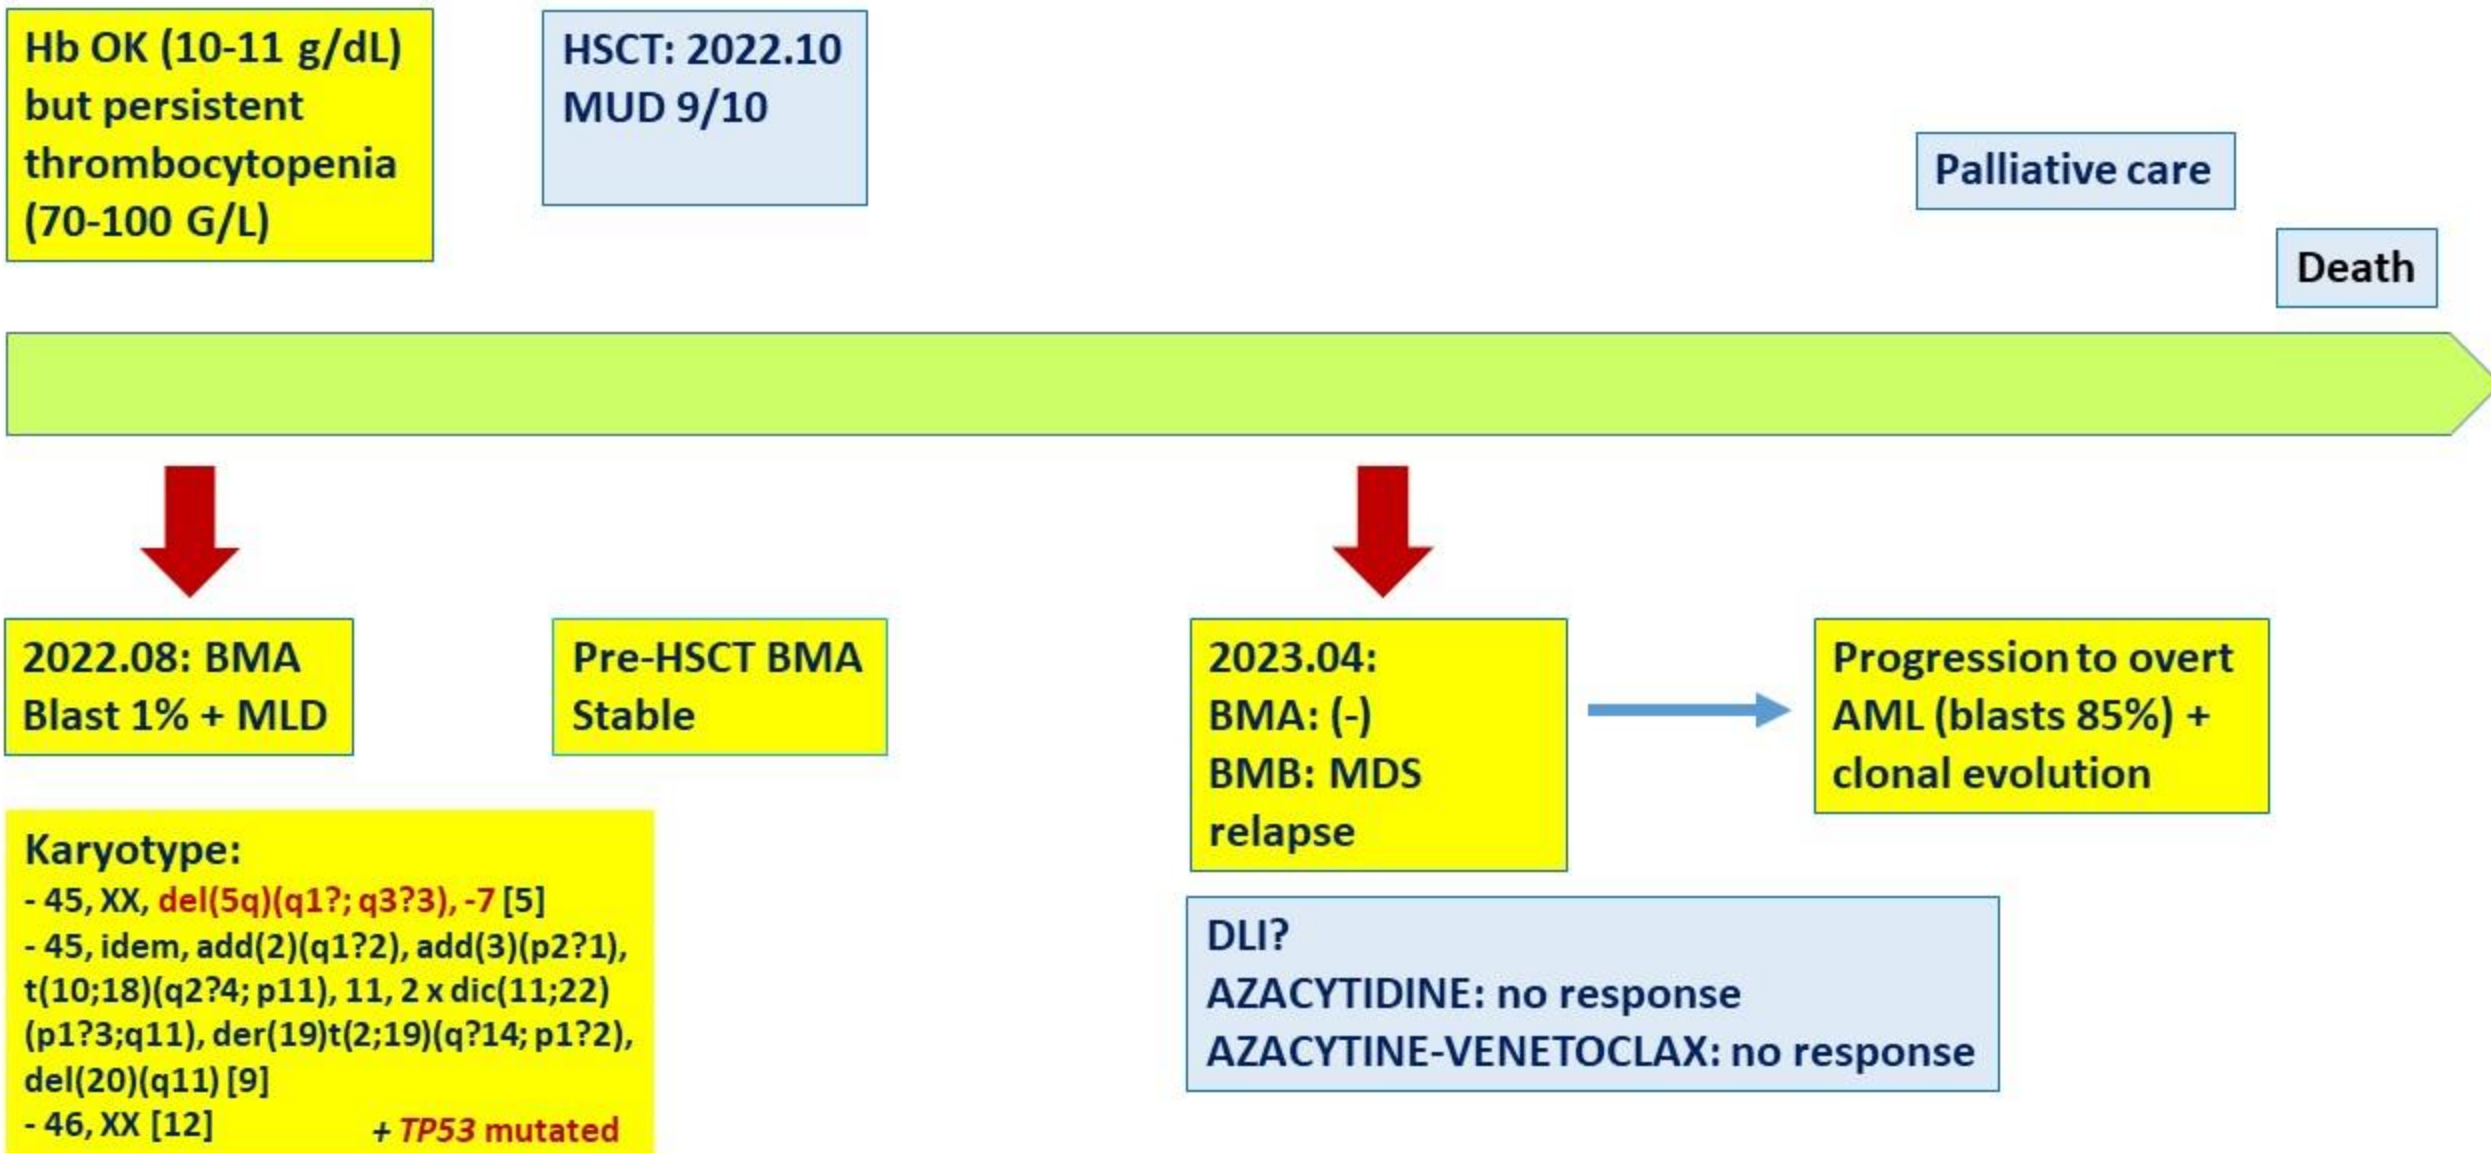 Hb OK (10-11 g/dL)
but persistent
thrombocytopenia
(70-100 G/L)
HSCT: 2022.10
MUD 9/10
Palliative care
Death
2022.08: BMA
Blast 1% + MLD
Pre-HSCT BMA
Stable
2023.04:
BMA: (-)
BMB: MDS
relapse
Progression to overt
AML (blasts 85%) +
clonal evolution
Karyotype:
- 45, XX, del(5q)(q1?; q3?3), -7 [5]
- 45, idem, add(2)(q1?2), add(3)(p2?1),
t(10;18)(q2?4; p11), 11, 2 x dic(11;22)
(p1?3;q11), der(19)t(2;19)(q?14; p1?2),
del(20)(q11) [9]
- 46, XX [12] + TP53 mutated
DLI?
AZACYTIDINE: no response
AZACYTINE-VENETOCLAX: no response